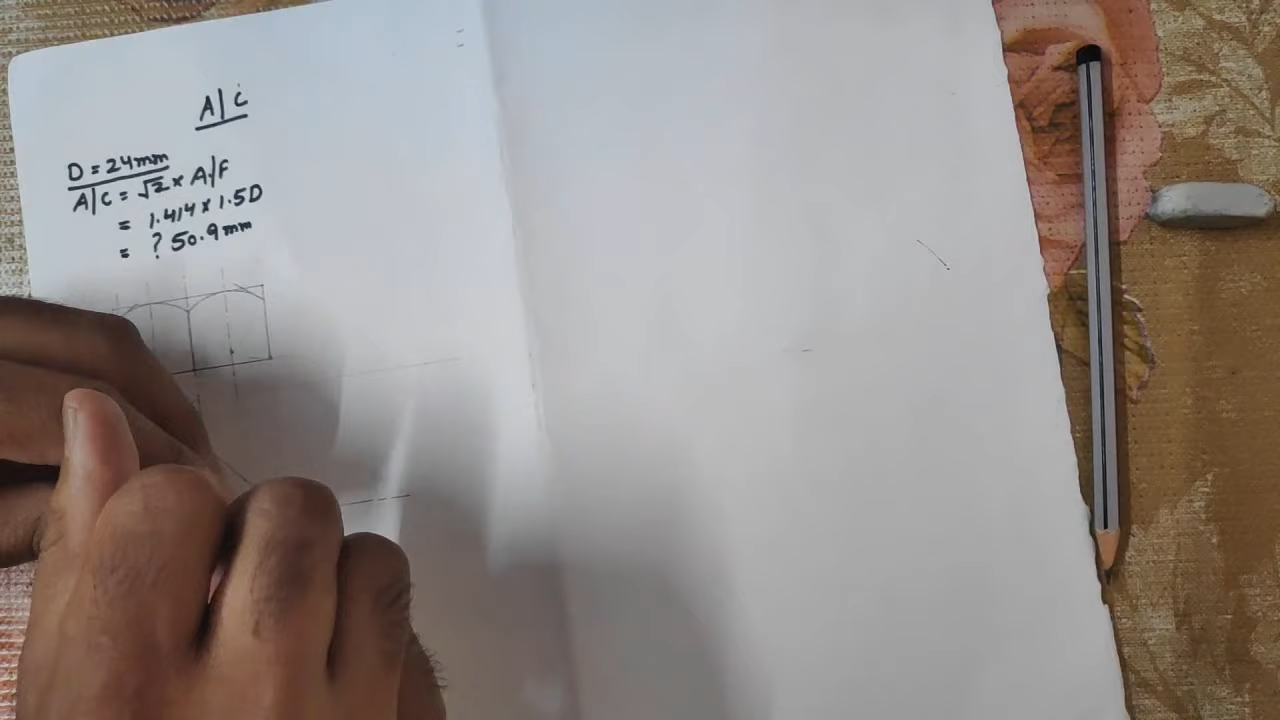 A/C
D = 24mm
A/C = √2 × A/F
= 1.414 × 1.5D
= ? 50.9mm